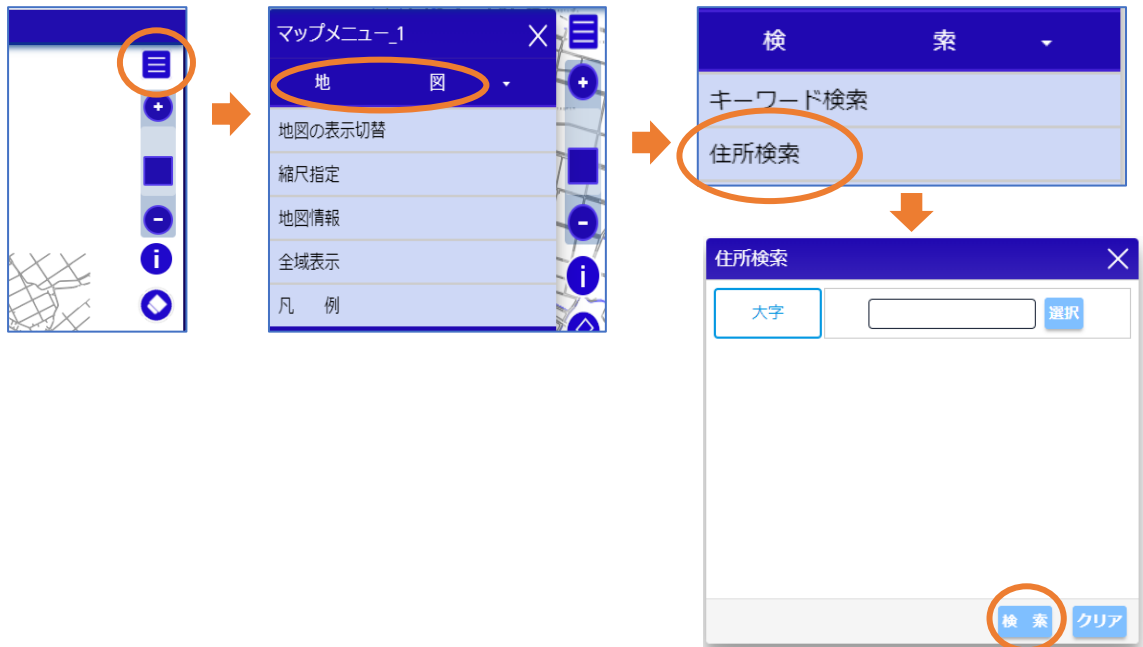 マップメニュー_1
地 図
地図の表示切替
縮尺指定
地図情報
全域表示
凡 例
検 索
キーワード検索
住所検索
住所検索
大字
選択
検 索
クリア